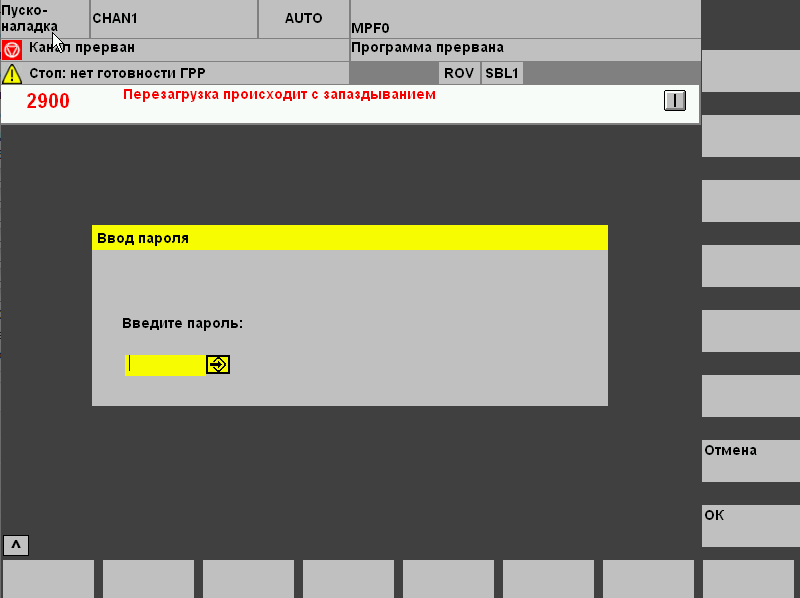 Пуско-
наладка
CHAN1
AUTO
MPF0
Канал прерван
Программа прервана
Стоп: нет готовности ГРР
ROV
SBL1
2900
Перезагрузка происходит с запаздыванием
Ввод пароля
Введите пароль:
Отмена
ОК
^